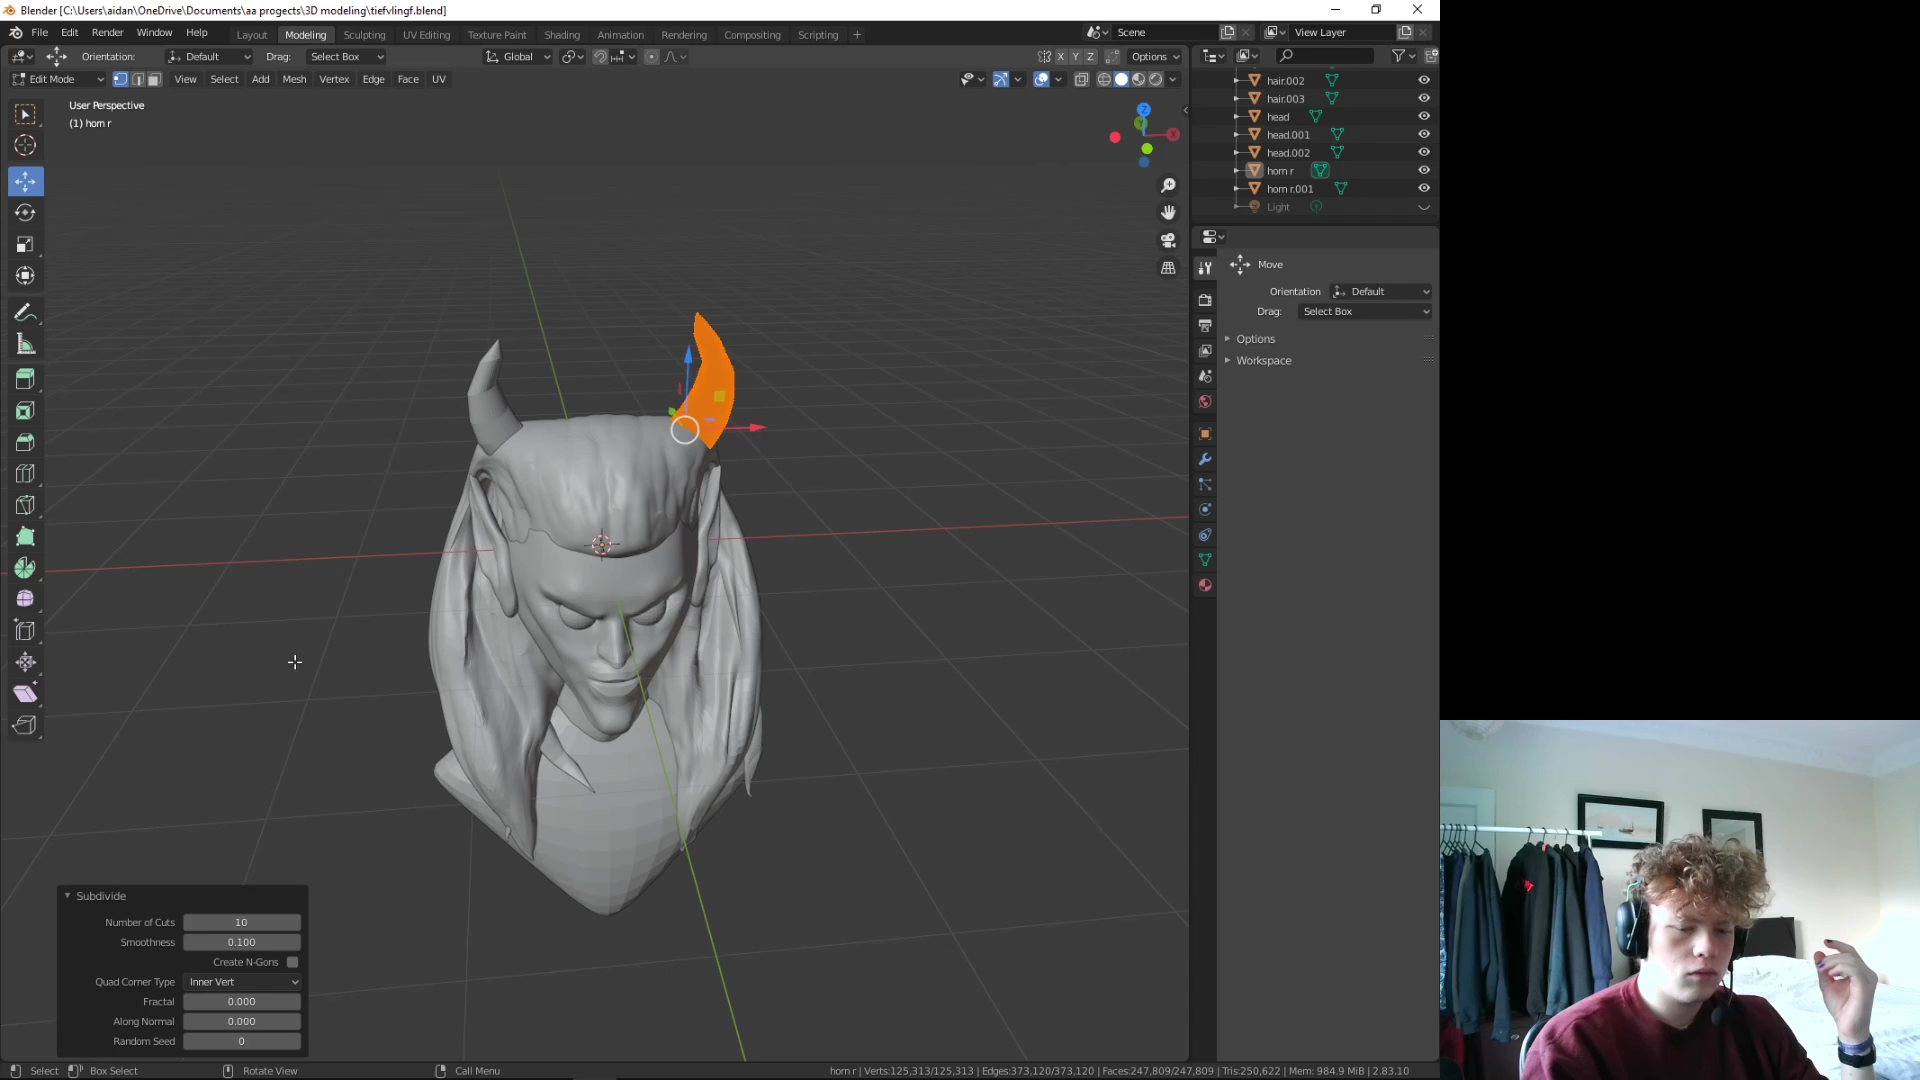 Blender [C:\Users\aidan\OneDrive\Documents\aa progects\3D modeling\tiefvlingf.blend]
File Edit Render Window Help Layout Modeling Sculpting UV Editing Texture Paint Shading Animation Rendering Compositing Scripting + Scene View Layer
Orientation: Default Drag: Select Box Global X Y Z Options
Edit Mode View Select Add Mesh Vertex Edge Face UV
User Perspective
(1) horn r
Z
Y
X
hair.002
hair.003
head
head.001
head.002
horn r
horn r.001
Light
Move
Orientation Default
Drag: Select Box
Options
Workspace
Subdivide
Number of Cuts 10
Smoothness 0.100
Create N-Gons
Quad Corner Type Inner Vert
Fractal 0.000
Along Normal 0.000
Random Seed 0
Select Box Select Rotate View Call Menu horn r | Verts:125,313/125,313 | Edges:373,120/373,120 | Faces:247,809/247,809 | Tris:250,622 | Mem: 984.9 MiB | 2.83.10